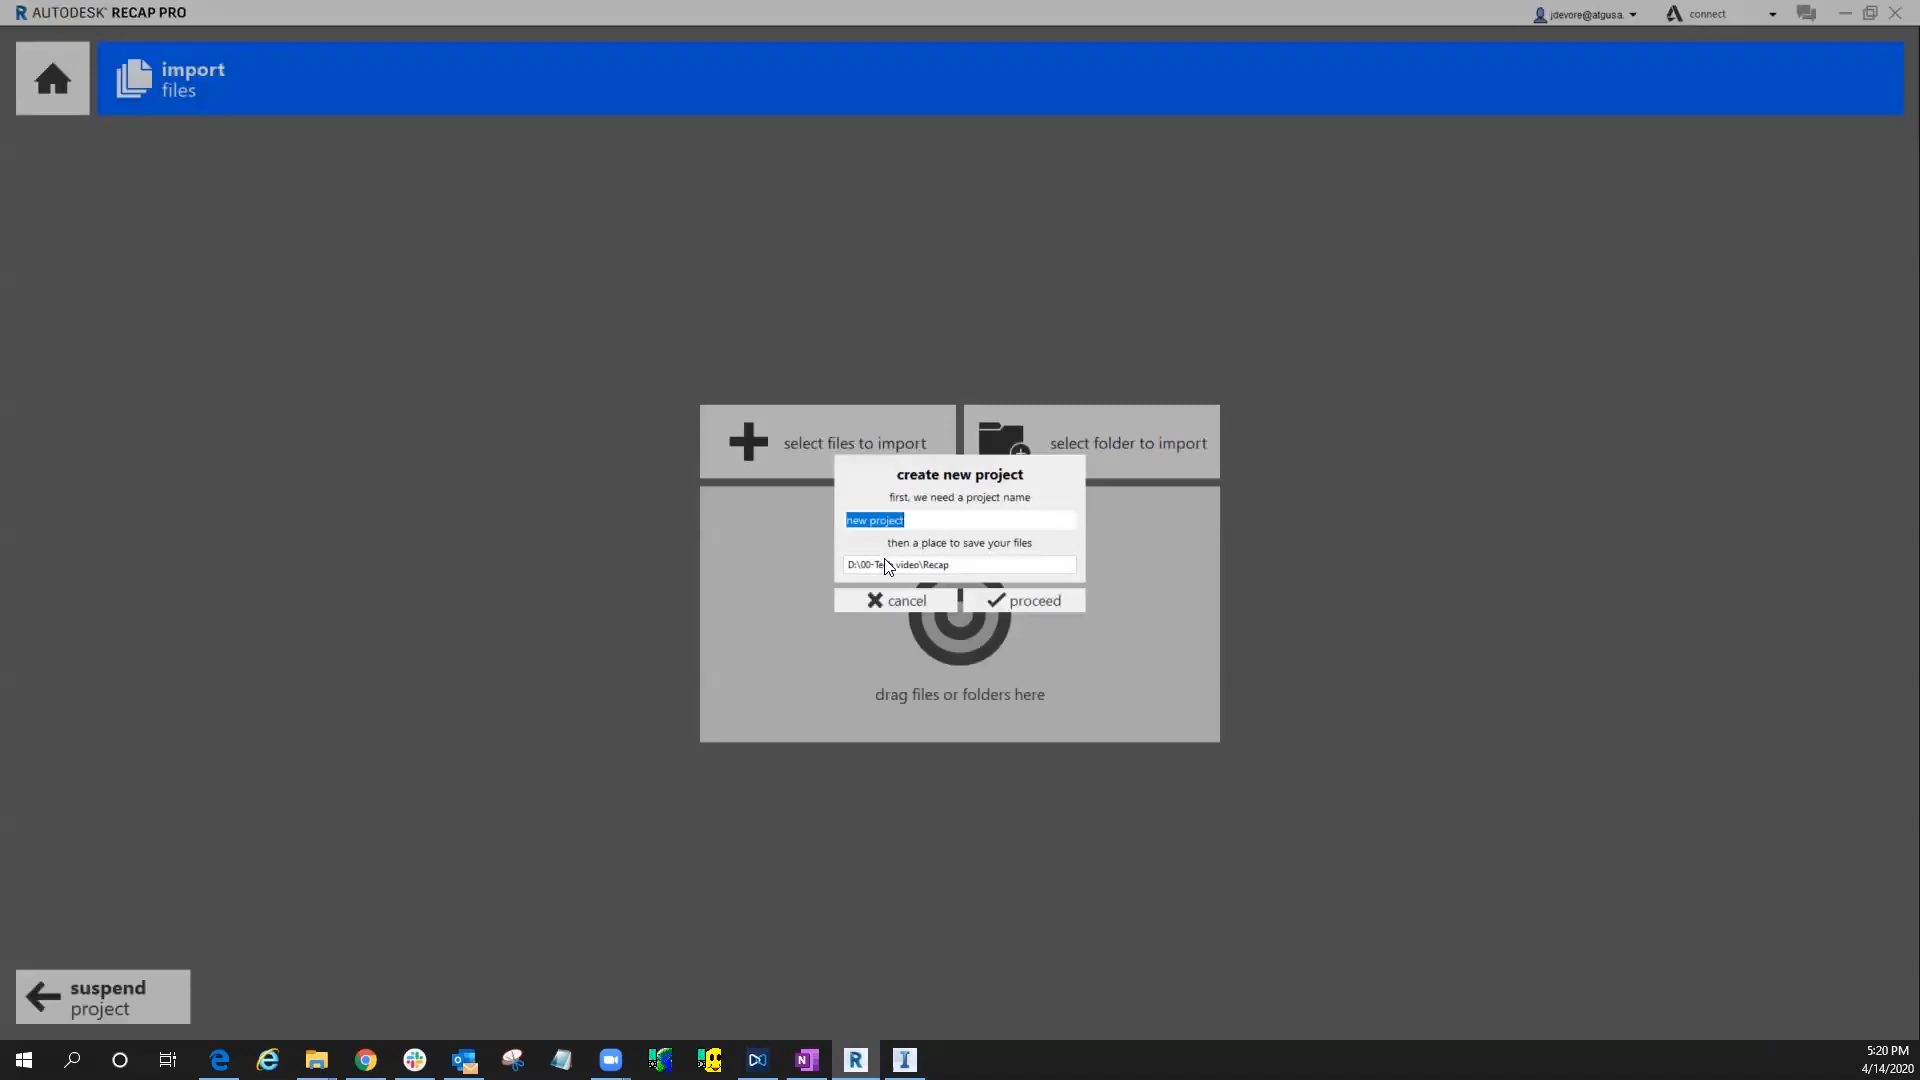 AUTODESK® RECAP PRO
jdevore@atgusa.
connect
import
files
select files to import
select folder to import
create new project
first, we need a project name
new project
then a place to save your files
video\Recap
cancel
proceed
drag files or folders here
suspend
project
5:20 PM
4/14/2020